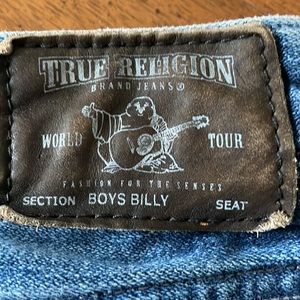 TRUE RELIGION
BRAND JEANS®
WORLD TOUR
FASHION FOR THE SENSES
SECTION BOYS BILLY SEAT